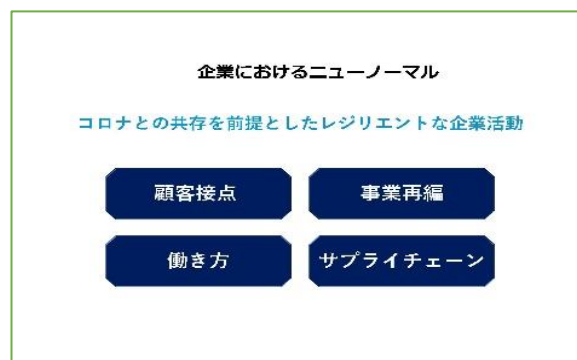 企業におけるニューノーマル
コロナとの共存を前提としたレジリエントな企業活動
顧客接点
事業再編
働き方
サプライチェーン